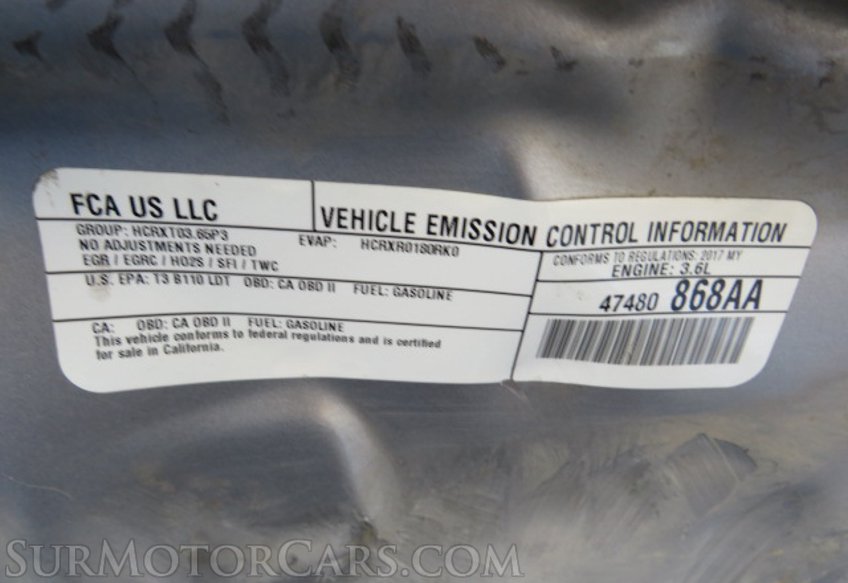 FCA US LLC
VEHICLE EMISSION CONTROL INFORMATION
GROUP: HCRXT03.65P3
EVAP: HCRXR0180RK0
NO ADJUSTMENTS NEEDED
EGR / EGRC / HO2S / SFI / TWC
CONFORMS TO REGULATIONS: 2017 MY
ENGINE: 3.6L
U.S. EPA: T3 B110 LDT OBD: CA OBD II FUEL: GASOLINE
47480 868AA
CA: OBD: CA OBD II FUEL: GASOLINE
This vehicle conforms to federal regulations and is certified
for sale in California.
SURMOTORCARS.COM